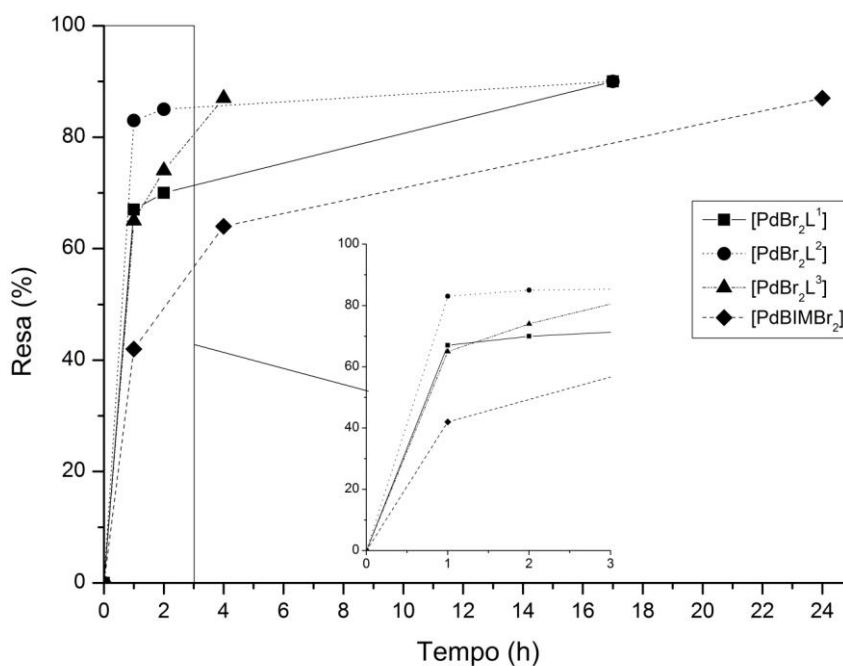 100
80
60
40
20
0
Resa (%)
0 2 4 6 8 10 12 14 16 18 20 22 24
Tempo (h)
[PdBr₂L¹]
[PdBr₂L²]
[PdBr₂L³]
[PdBIMBr₂]
100
80
60
40
20
0
0 1 2 3